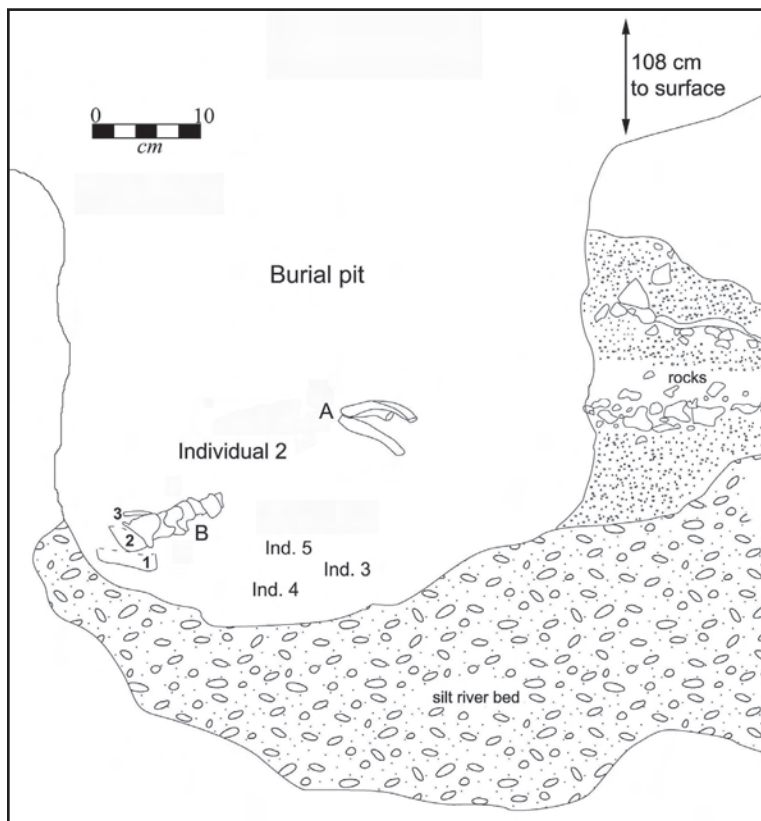 108 cm
to surface
0 10
cm
Burial pit
rocks
A
Individual 2
3
B
2
Ind. 5
1
Ind. 3
Ind. 4
silt river bed